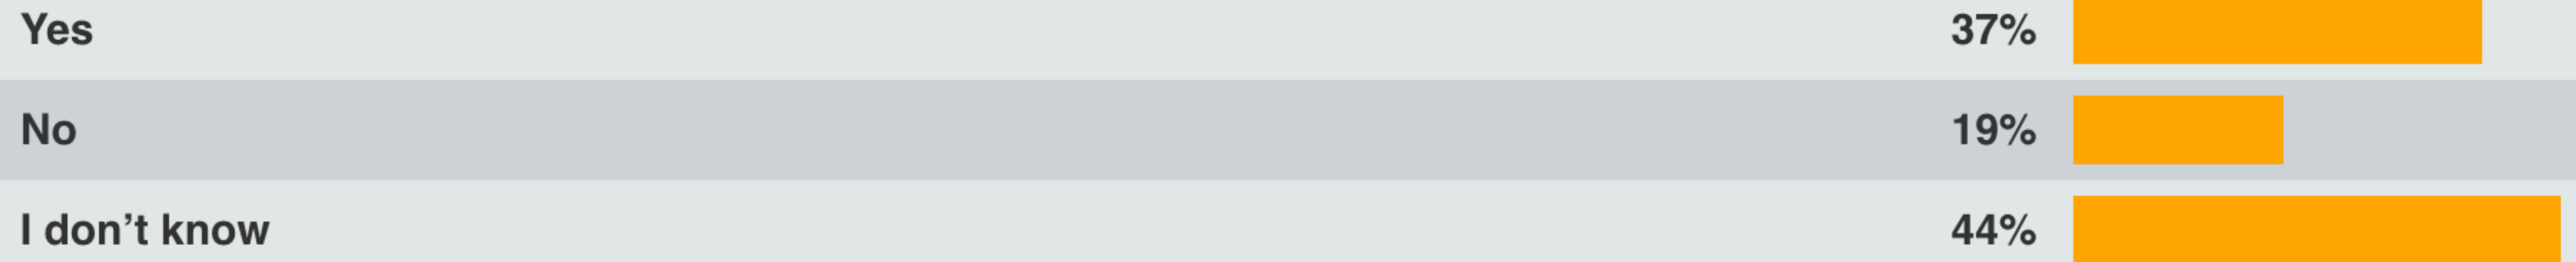 Yes 37%
No 19%
I don’t know 44%